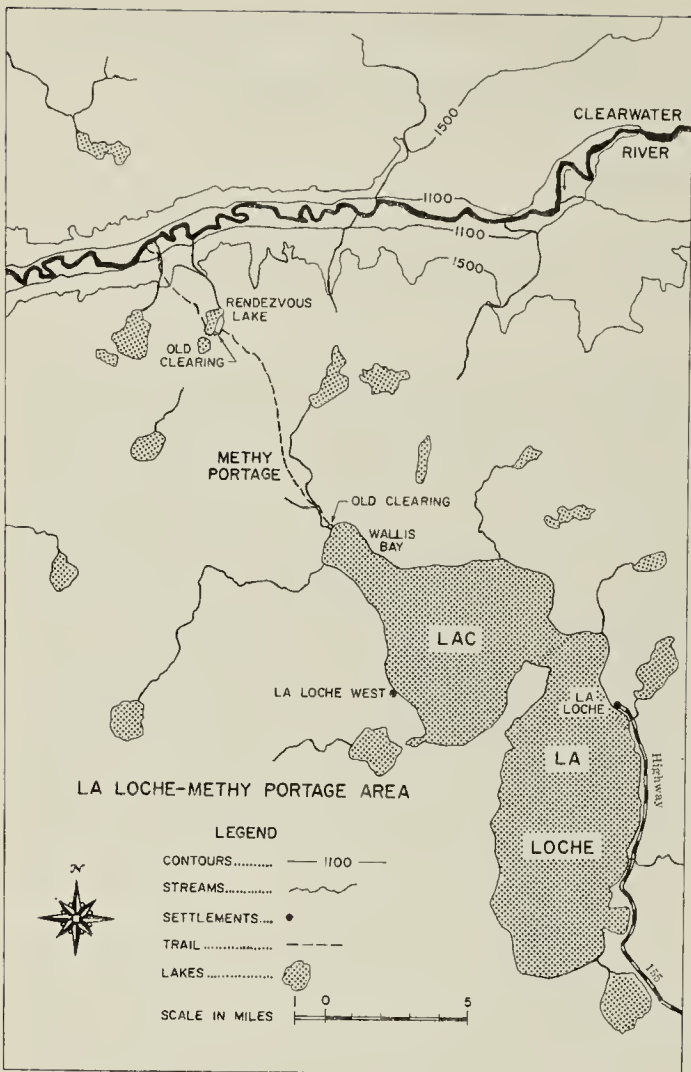 CLEARWATER
RIVER
1500
1100
1100
1500
RENDEZVOUS
LAKE
OLD
CLEARING
METHY
PORTAGE
OLD CLEARING
WALLIS
BAY
LAC
LA LOCHE WEST
LA
LOCHE
LA
Highway
LOCHE
155
LA LOCHE-METHY PORTAGE AREA
LEGEND
CONTOURS.......... 1100
STREAMS............
SETTLEMENTS....
TRAIL ................
LAKES................
N
SCALE IN MILES 1 0 5